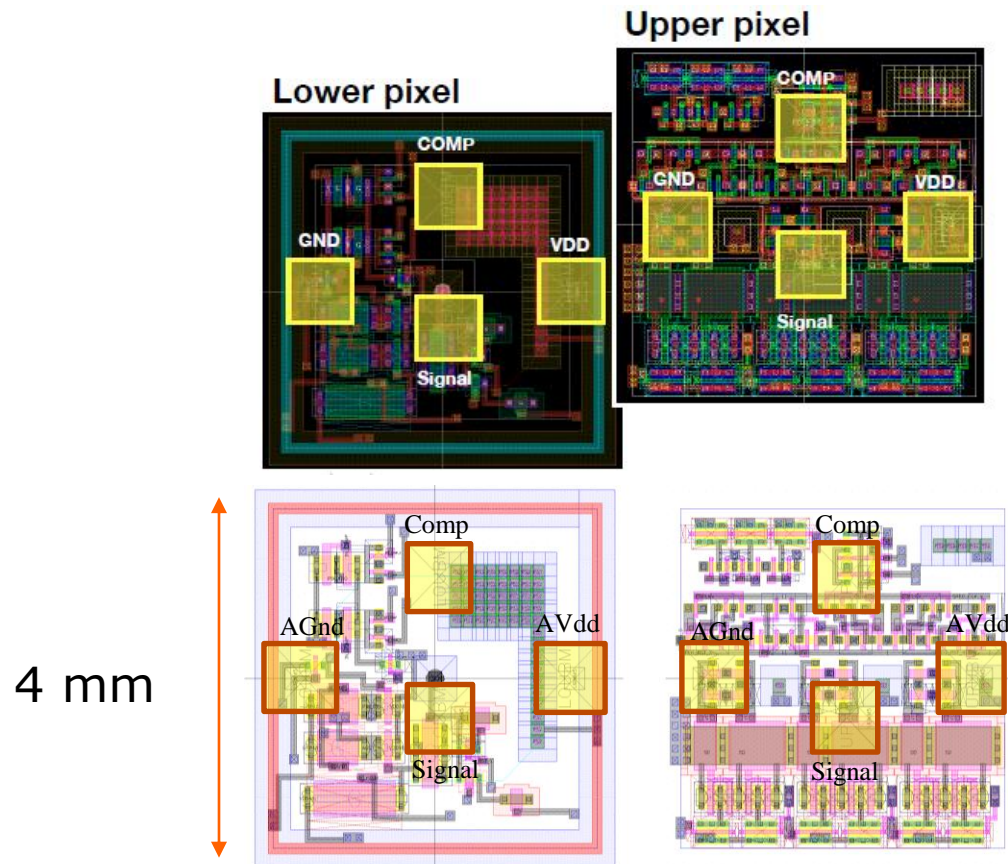 Upper pixel
Lower pixel
COMP
COMP
GND
VDD
GND
VDD
Signal
Signal
Comp
Comp
AGnd
AVdd
AGnd
AVdd
4 mm
Signal
Signal